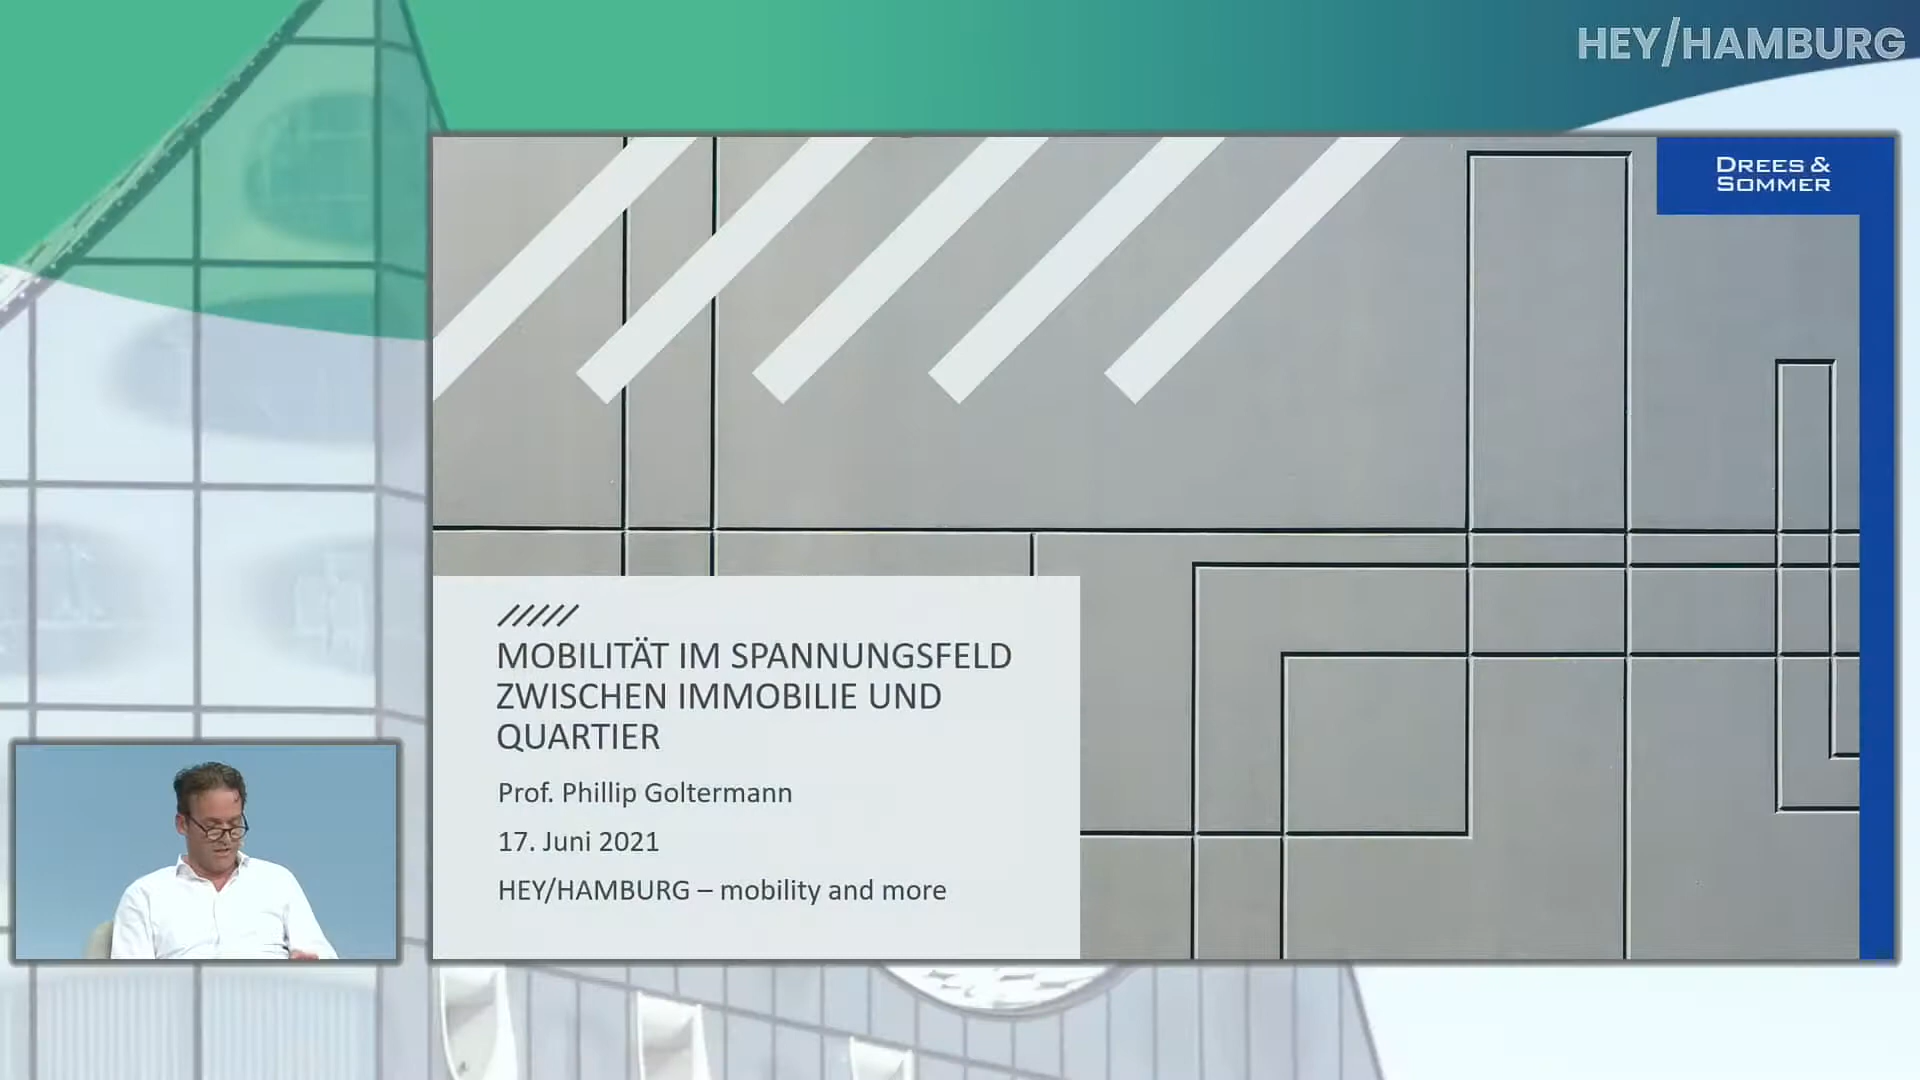 HEY/HAMBURG
DREES &
SOMMER
MOBILITÄT IM SPANNUNGSFELD
ZWISCHEN IMMOBILIE UND
QUARTIER
Prof. Phillip Goltermann
17. Juni 2021
HEY/HAMBURG – mobility and more